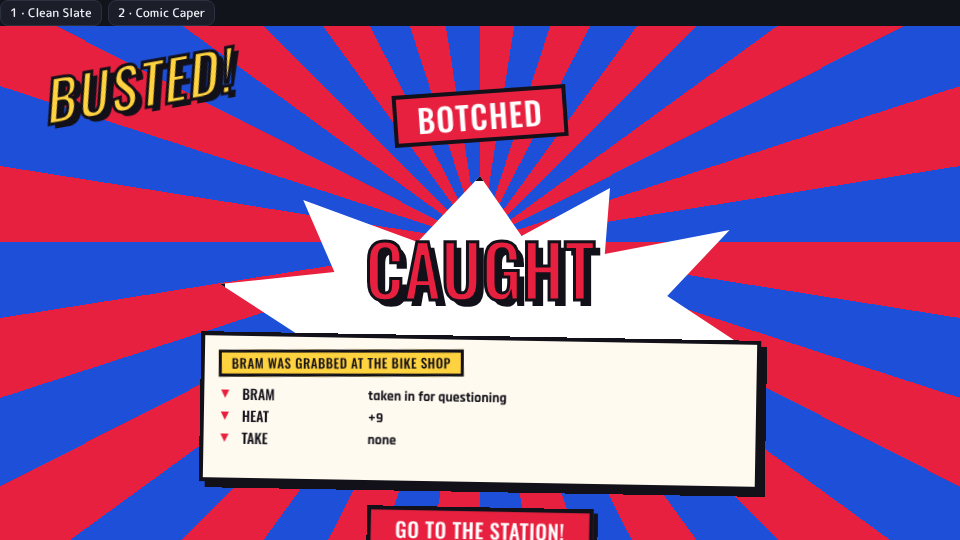 1 · Clean Slate
2 · Comic Caper
BUSTED!
BOTCHED
CAUGHT
BRAM WAS GRABBED AT THE BIKE SHOP
▼ BRAM taken in for questioning
▼ HEAT +9
▼ TAKE none
GO TO THE STATION!